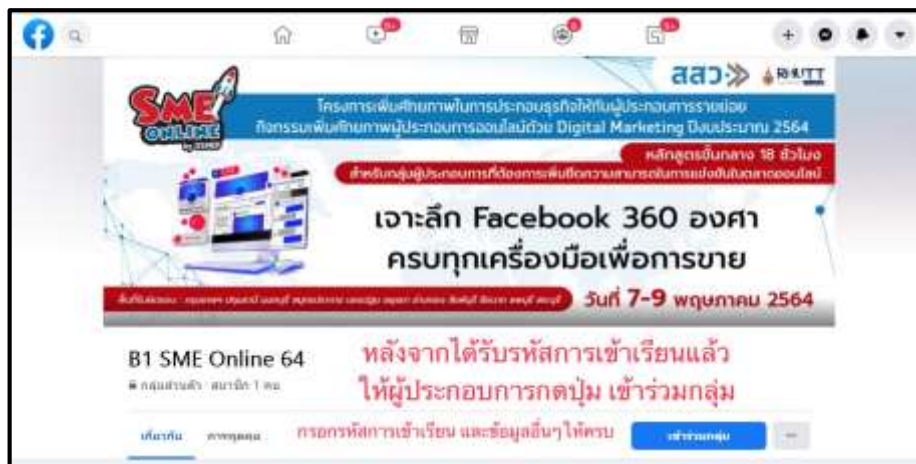 สสว RMUTT
SME ONLINE
โครงการเพิ่มศักยภาพในการประกอบธุรกิจให้กับผู้ประกอบการรายย่อย
กิจกรรมเพิ่มศักยภาพผู้ประกอบการออนไลน์ด้วย Digital Marketing ปีงบประมาณ 2564
หลักสูตรขั้นกลาง 18 ชั่วโมง
สำหรับกลุ่มผู้ประกอบการที่ต้องการเพิ่มขีดความสามารถในการแข่งขันในตลาดออนไลน์
เจาะลึก Facebook 360 องศา
ครบทุกเครื่องมือเพื่อการขาย
วันที่ 7-9 พฤษภาคม 2564
B1 SME Online 64
กลุ่มส่วนตัว · สมาชิก 1 คน
หลังจากได้รับรหัสการเข้าเรียนแล้ว
ให้ผู้ประกอบการกดปุ่ม เข้าร่วมกลุ่ม
เกี่ยวกับ การพูดคุย กรอกรหัสการเข้าเรียน และข้อมูลอื่นๆ ให้ครบ เข้าร่วมกลุ่ม